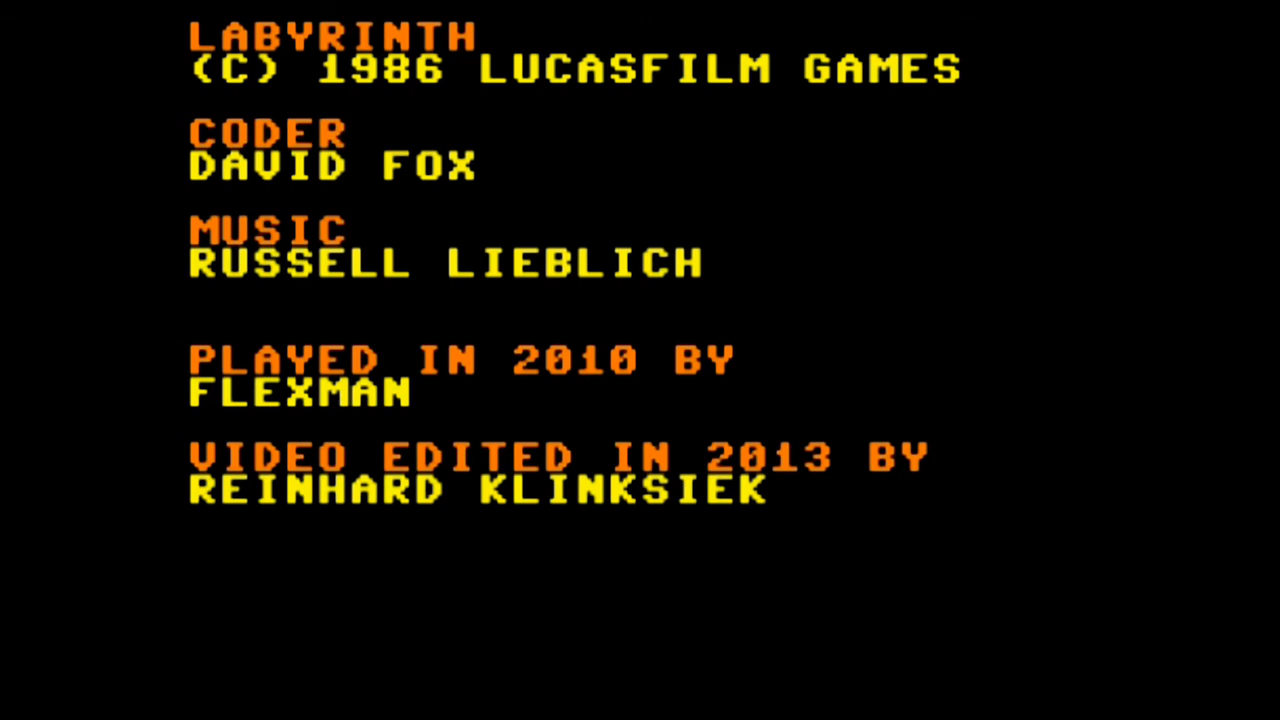 LABYRINTH
(C) 1986 LUCASFILM GAMES
CODER
DAVID FOX
MUSIC
RUSSELL LIEBLICH
PLAYED IN 2010 BY
FLEXMAN
VIDEO EDITED IN 2013 BY
REINHARD KLINKSIEK